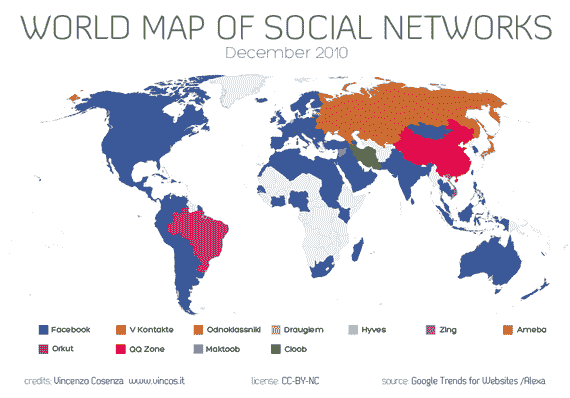 WORLD MAP OF SOCIAL NETWORKS
December 2010
Facebook V Kontakte Odnoklassniki Draugiem Hyves Zing Ameba
Orkut QQ Zone Maktoob Cloob
credits: Vincenzo Cosenza www.vincos.it license: CC-BY-NC source: Google Trends for Websites /Alexa